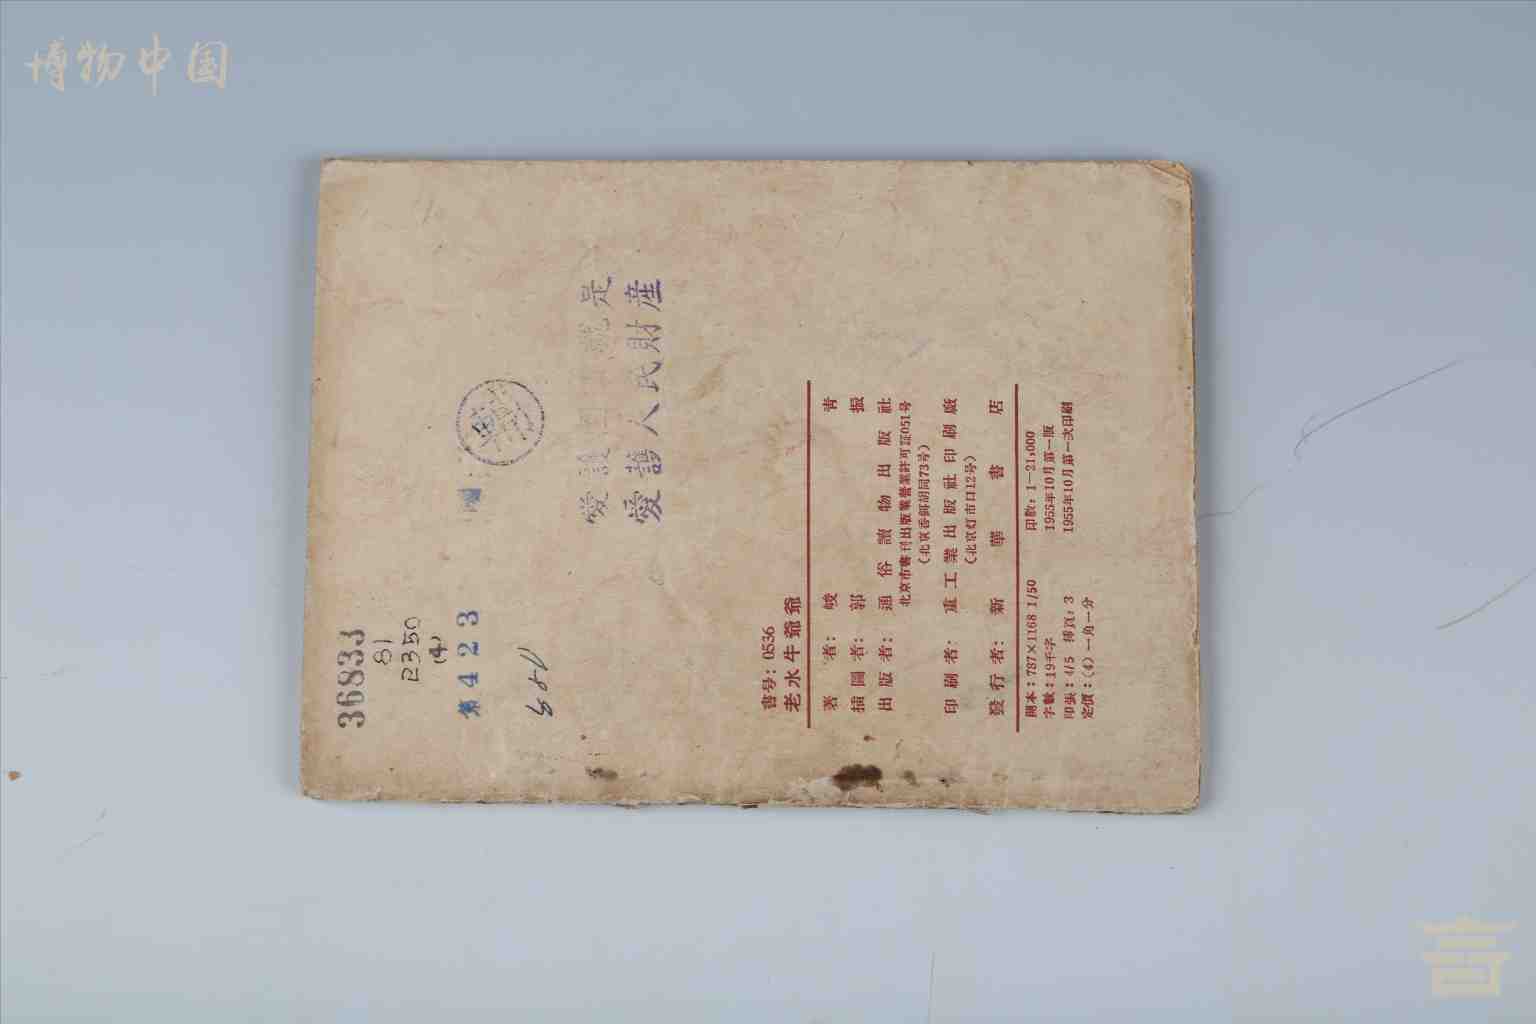 博物中国
36833
81
B350
(4)
第423
愛護圖書就是
愛護人民財產
書号：0536
老水牛爺爺
著者：峻青
插圖者：郭振
出版者：通俗讀物出版社
北京市書刊出版業營業許可証051号
(北京香餌胡同73号)
印刷者：重工業出版社印刷廠
(北京灯市口12号)
發行者：新華書店
開本：787×1168 1/50
印数：1—21,000
字數：19千字
1955年10月第一版
印張：4/5 插頁：3
1955年10月第一次印刷
定價：(4)一角一分